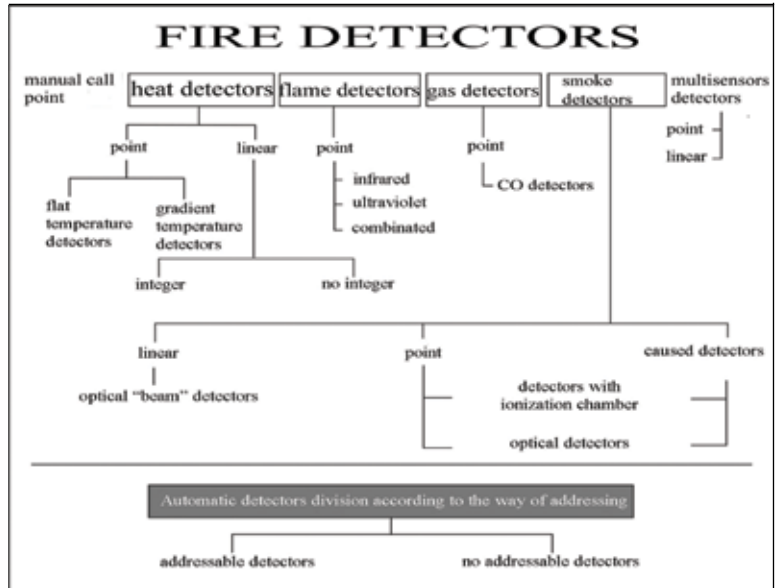 FIRE DETECTORS
manual call
point
heat detectors
flame detectors
gas detectors
smoke
detectors
multisensors
detectors
point
linear
point
linear
point
point
infrared
ultraviolet
combinated
CO detectors
flat
temperature
detectors
gradient
temperature
detectors
integer
no integer
linear
point
caused detectors
optical “beam” detectors
detectors with
ionization chamber
optical detectors
Automatic detectors division according to the way of addressing
addressable detectors
no addressable detectors